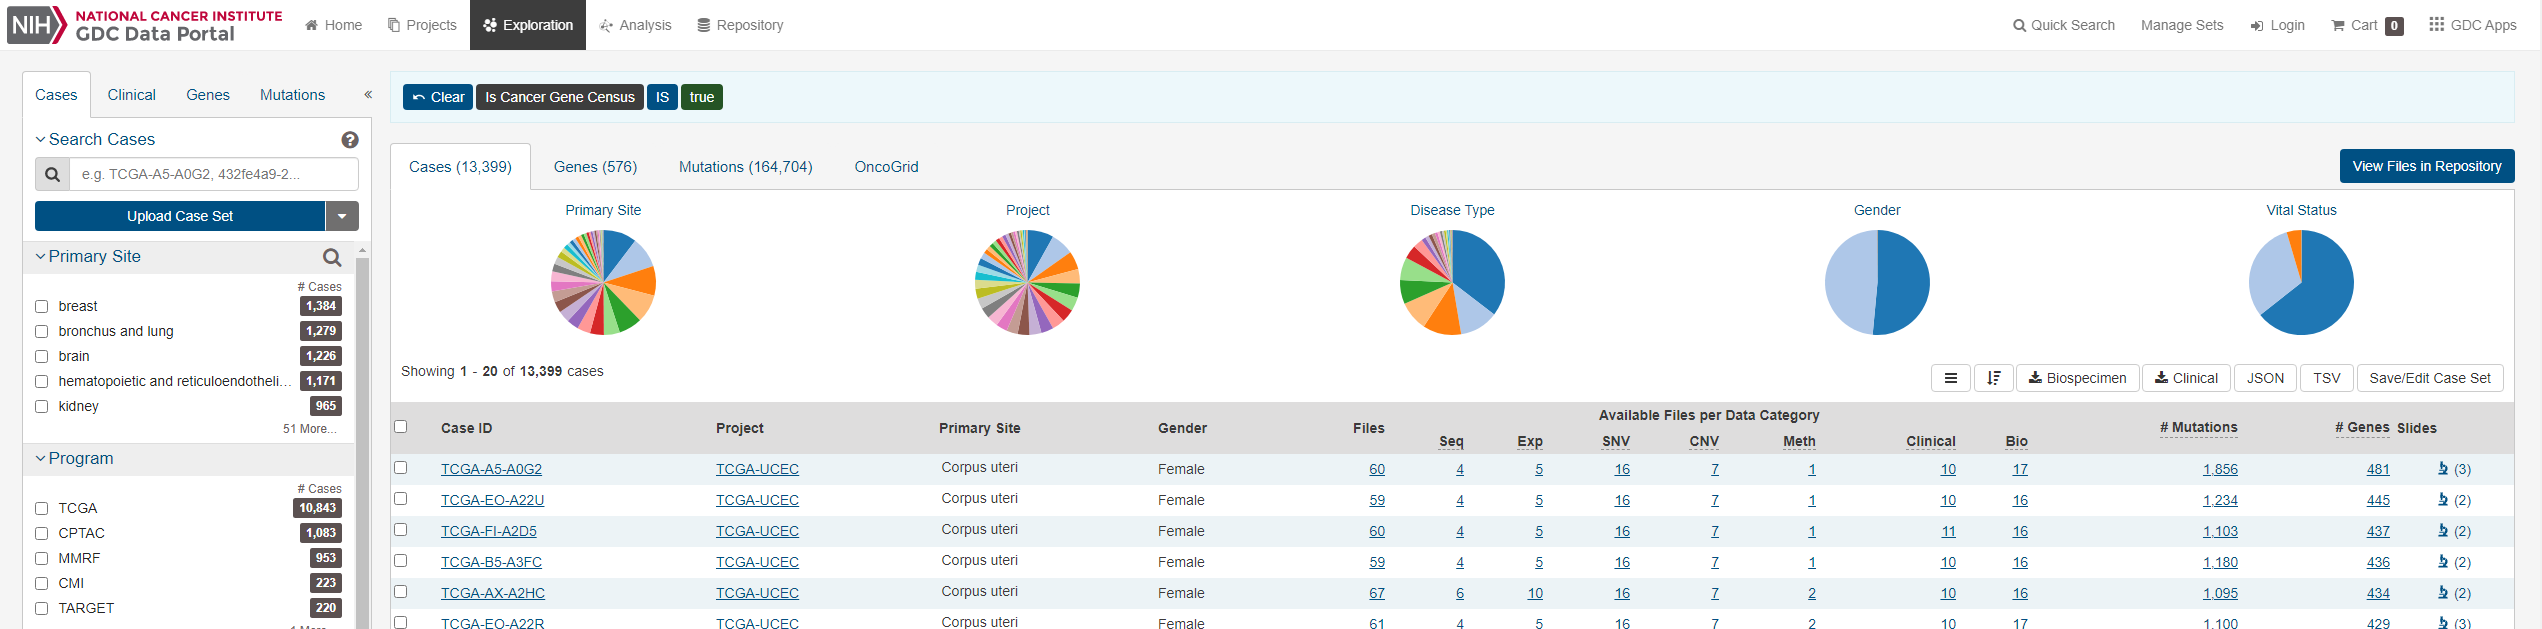 NIH NATIONAL CANCER INSTITUTE
GDC Data Portal
Home Projects Exploration Analysis Repository
Quick Search Manage Sets Login Cart 0 GDC Apps
Cases Clinical Genes Mutations «
Search Cases ?
e.g. TCGA-A5-A0G2, 432fe4a9-2...
Upload Case Set
Primary Site
# Cases
breast 1,384
bronchus and lung 1,279
brain 1,226
hematopoietic and reticuloendotheli... 1,171
kidney 965
51 More...
Program
# Cases
TCGA 10,843
CPTAC 1,083
MMRF 953
CMI 223
TARGET 220
Clear Is Cancer Gene Census IS true
Cases (13,399) Genes (576) Mutations (164,704) OncoGrid
View Files in Repository
Primary Site Project Disease Type Gender Vital Status
Showing 1 - 20 of 13,399 cases
Biospecimen Clinical JSON TSV Save/Edit Case Set
Available Files per Data Category
Case ID Project Primary Site Gender Files Seq Exp SNV CNV Meth Clinical Bio # Mutations # Genes Slides
TCGA-A5-A0G2 TCGA-UCEC Corpus uteri Female 60 4 5 16 7 1 10 17 1,856 481 (3)
TCGA-EO-A22U TCGA-UCEC Corpus uteri Female 59 4 5 16 7 1 10 16 1,234 445 (2)
TCGA-FI-A2D5 TCGA-UCEC Corpus uteri Female 60 4 5 16 7 1 11 16 1,103 437 (2)
TCGA-B5-A3FC TCGA-UCEC Corpus uteri Female 59 4 5 16 7 1 10 16 1,180 436 (2)
TCGA-AX-A2HC TCGA-UCEC Corpus uteri Female 67 6 10 16 7 2 10 16 1,095 434 (2)
TCGA-EO-A22R TCGA-UCEC Corpus uteri Female 61 4 5 16 7 2 10 17 1,100 429 (3)